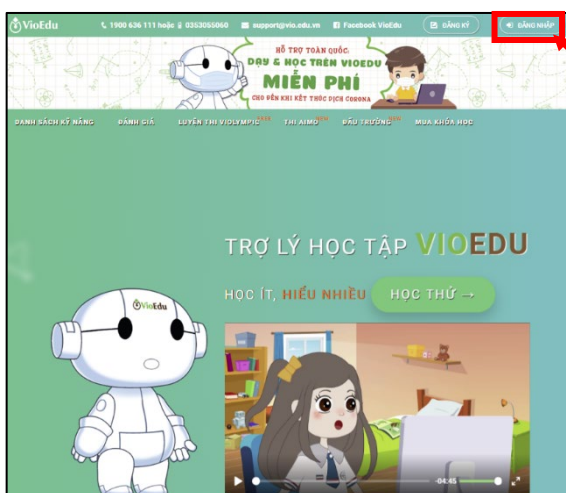 VioEdu 1900 636 111 hoặc 0353055060 support@vio.edu.vn Facebook VioEdu ĐĂNG KÝ ĐĂNG NHẬP
HỖ TRỢ TOÀN QUỐC:
DẠY & HỌC TRÊN VIOEDU
MIỄN PHÍ
CHO ĐẾN KHI KẾT THÚC DỊCH CORONA
DANH SÁCH KỸ NĂNG ĐÁNH GIÁ LUYỆN THI VIOLYMPIC THI AIMO NEW ĐẤU TRƯỜNG NEW MUA KHÓA HỌC
TRỢ LÝ HỌC TẬP VIOEDU
HỌC ÍT, HIỂU NHIỀU HỌC THỬ →
VioEdu
-04:45